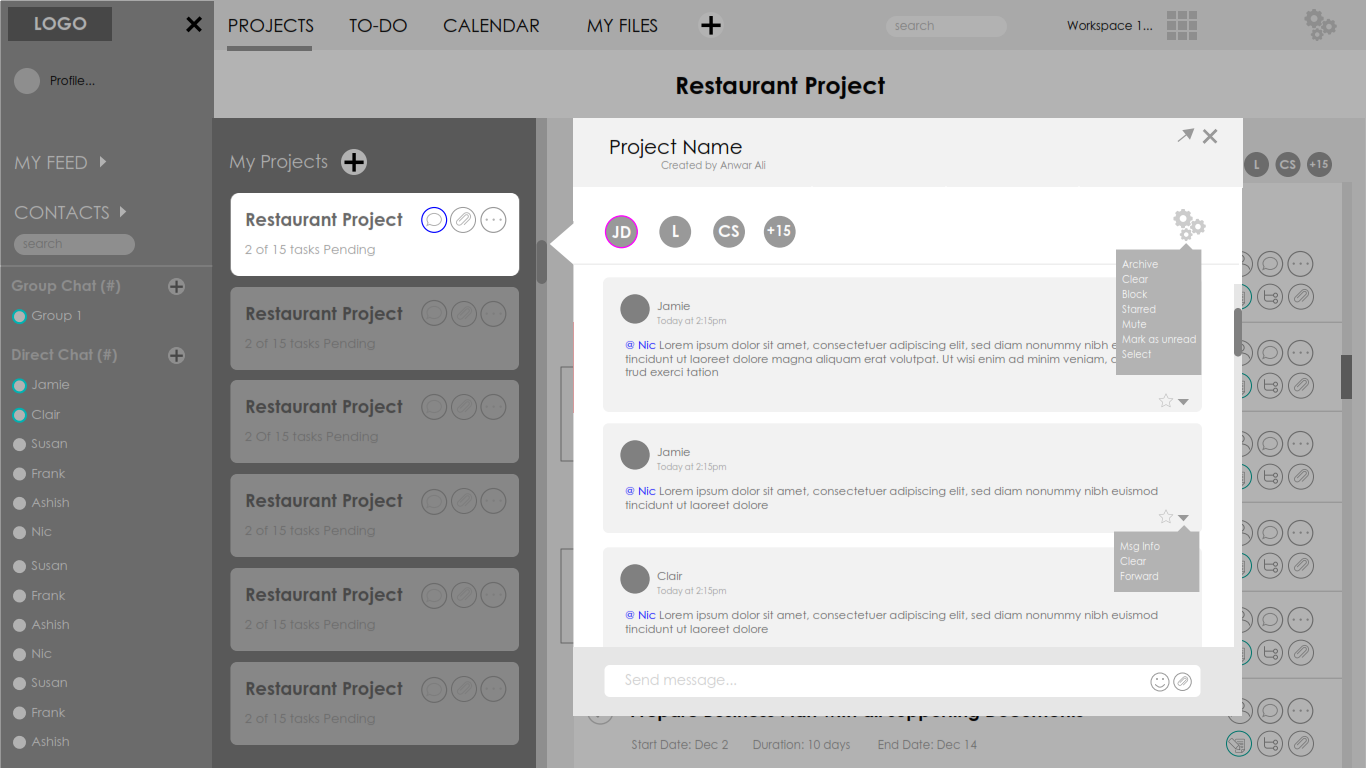 LOGO
PROJECTS
TO-DO
CALENDAR
MY FILES
search
Workspace 1...
Profile...
Restaurant Project
MY FEED
CONTACTS
search
Group Chat (#)
Group 1
Direct Chat (#)
Jamie
Clair
Susan
Frank
Ashish
Nic
Susan
Frank
Ashish
Nic
Susan
Frank
Ashish
My Projects
Restaurant Project
2 of 15 tasks Pending
Restaurant Project
2 of 15 tasks Pending
Restaurant Project
2 Of 15 tasks Pending
Restaurant Project
2 of 15 tasks Pending
Restaurant Project
2 of 15 tasks Pending
Restaurant Project
2 of 15 tasks Pending
Project Name
Created by Anwar Ali
JD
L
CS
+15
Archive
Clear
Block
Starred
Mute
Mark as unread
Select
Jamie
Today at 2:15pm
@ Nic Lorem ipsum dolor sit amet, consectetuer adipiscing elit, sed diam nonummy nibh
tincidunt ut laoreet dolore magna aliquam erat volutpat. Ut wisi enim ad minim veniam,
trud exerci tation
Jamie
Today at 2:15pm
@ Nic Lorem ipsum dolor sit amet, consectetuer adipiscing elit, sed diam nonummy nibh euismod
tincidunt ut laoreet dolore
Msg Info
Clear
Forward
Clair
Today at 2:15pm
@ Nic Lorem ipsum dolor sit amet, consectetuer adipiscing elit, sed diam nonummy nibh euismod
tincidunt ut laoreet dolore
Send message...
L
CS
+15
Prepare Business Plan with all supporting Documents
Start Date: Dec 2
Duration: 10 days
End Date: Dec 14